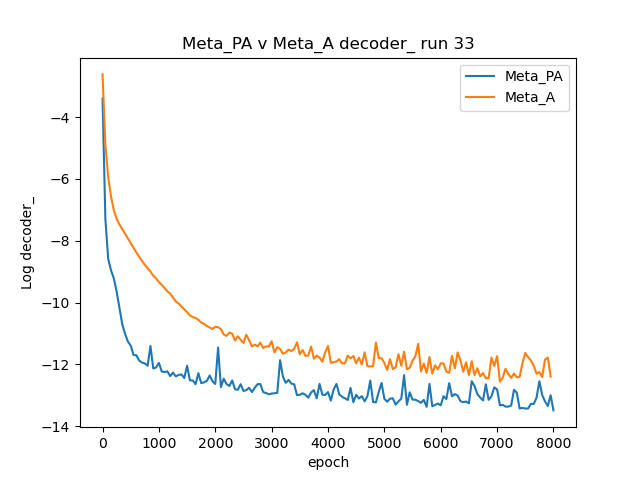 Meta_PA v Meta_A decoder_ run 33
Meta_PA
Meta_A
Log decoder_
−4
−6
−8
−10
−12
−14
0 1000 2000 3000 4000 5000 6000 7000 8000
epoch